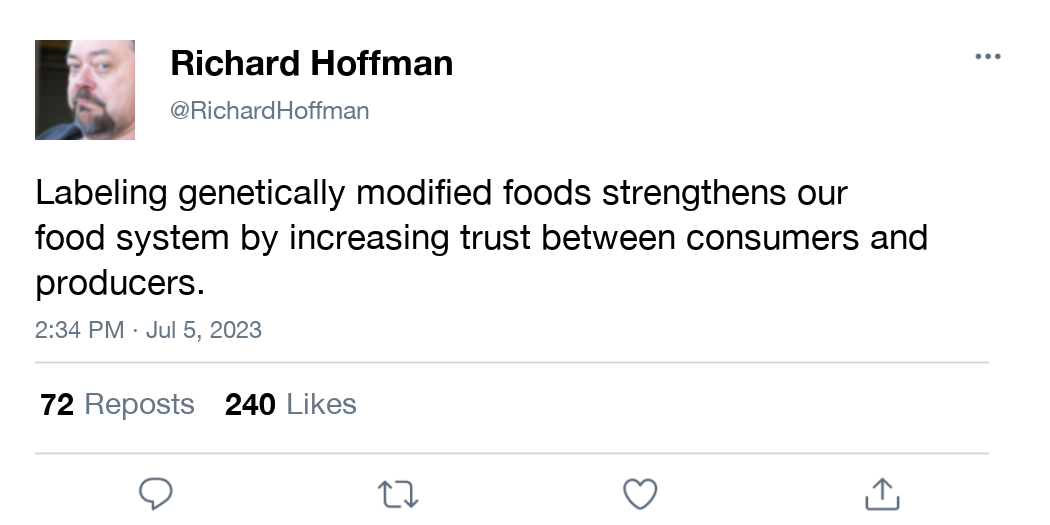 Richard Hoffman
@RichardHoffman
Labeling genetically modified foods strengthens our
food system by increasing trust between consumers and
producers.
2:34 PM · Jul 5, 2023
72 Reposts 240 Likes